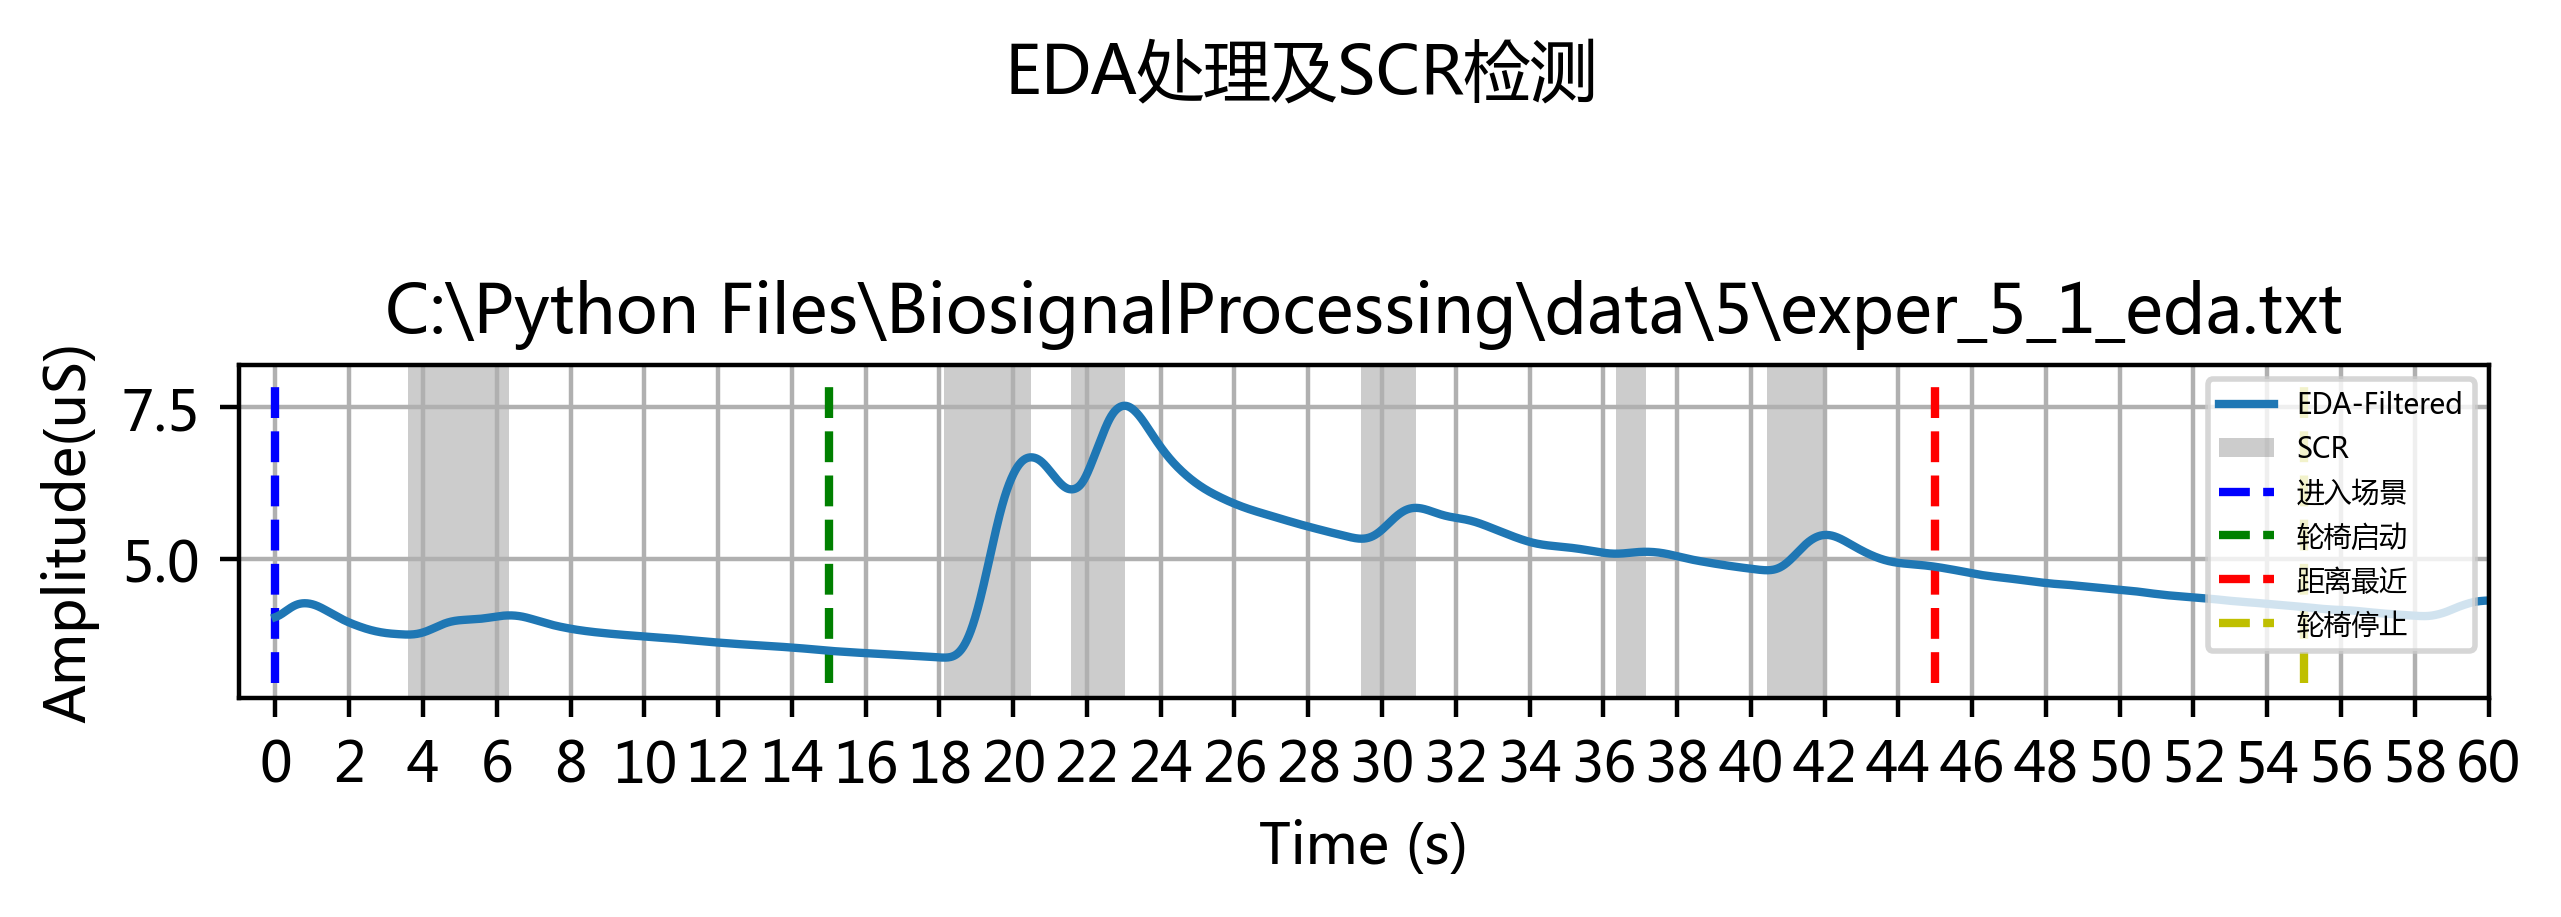 EDA处理及SCR检测
C:\Python Files\BiosignalProcessing\data\5\exper_5_1_eda.txt
Amplitude(uS)
7.5
5.0
EDA-Filtered
SCR
进入场景
轮椅启动
距离最近
轮椅停止
0 2 4 6 8 10 12 14 16 18 20 22 24 26 28 30 32 34 36 38 40 42 44 46 48 50 52 54 56 58 60
Time (s)